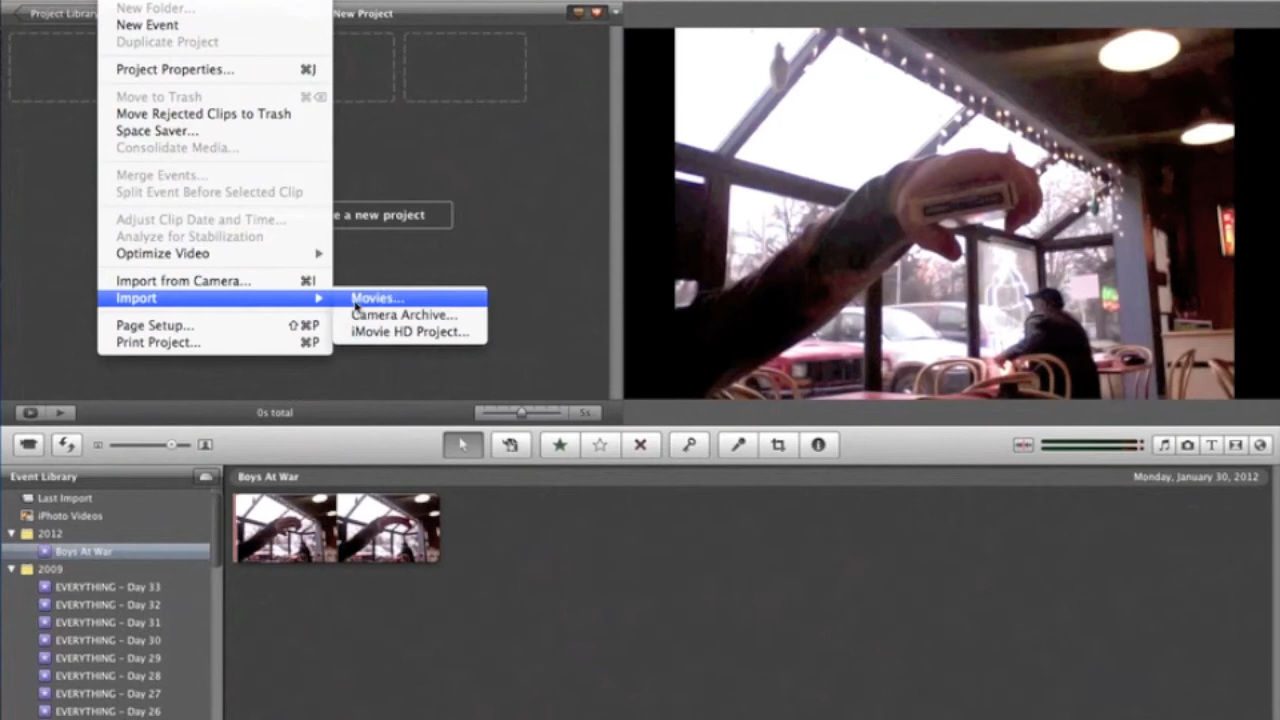 Project Library
New Project
New Folder...
New Event
Duplicate Project
Project Properties... ⌘J
Move to Trash ⌘⌫
Move Rejected Clips to Trash
Space Saver...
Consolidate Media...
Merge Events...
Split Event Before Selected Clip
Adjust Clip Date and Time...
Analyze for Stabilization
Optimize Video
Import from Camera... ⌘I
Import
Page Setup... ⇧⌘P
Print Project... ⌘P
Movies...
Camera Archive...
iMovie HD Project...
e a new project
0s total
5s
Event Library
Last Import
iPhoto Videos
2012
Boys At War
2009
EVERYTHING - Day 33
EVERYTHING - Day 32
EVERYTHING - Day 31
EVERYTHING - Day 30
EVERYTHING - Day 29
EVERYTHING - Day 28
EVERYTHING - Day 27
EVERYTHING - Day 26
Boys At War
Monday, January 30, 2012